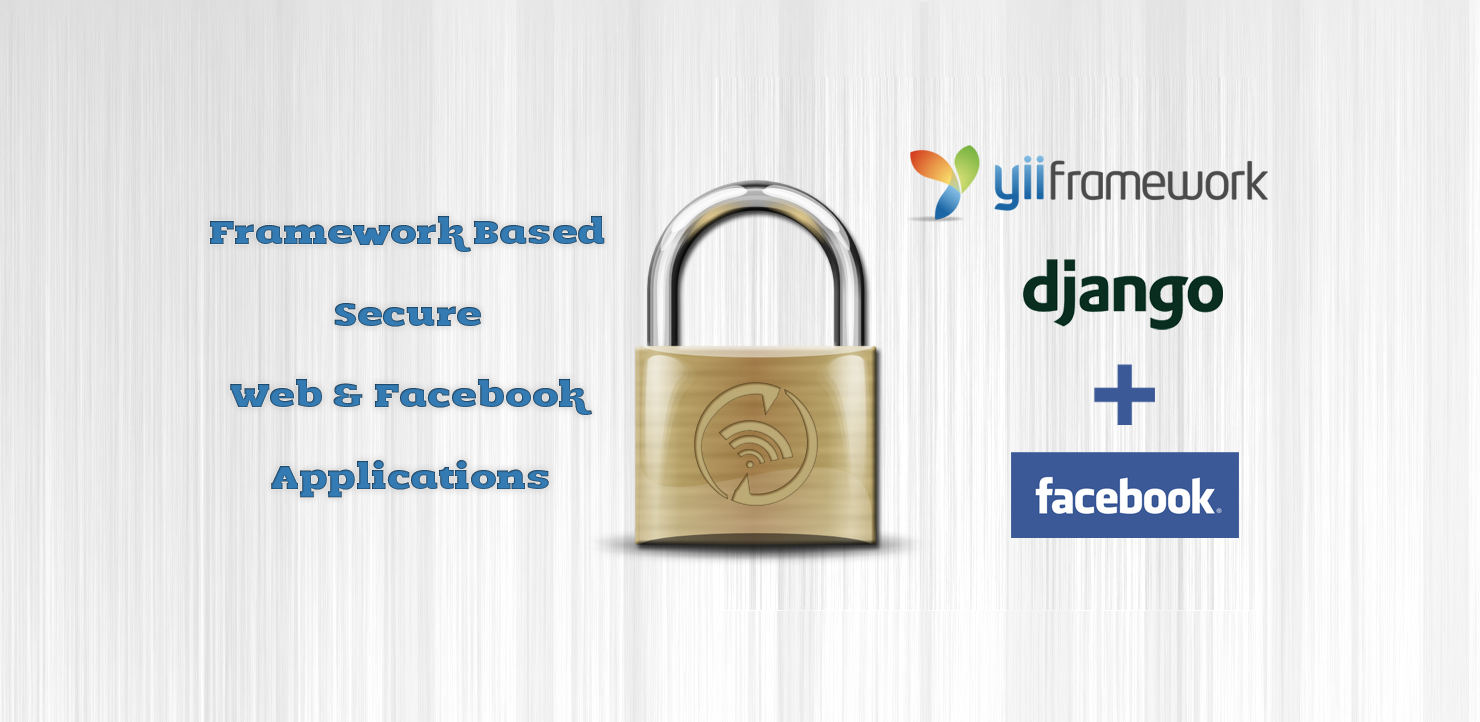 Framework Based
Secure
Web & Facebook
Applications
yiiframework
django
+
facebook®